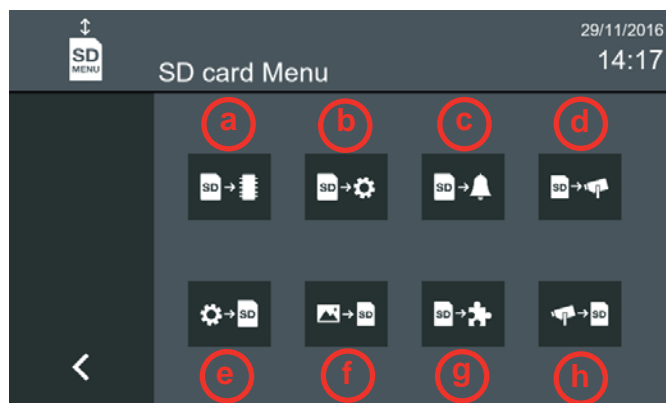 SD
MENU
SD card Menu
29/11/2016
14:17
a
b
c
d
SD
SD
SD
SD
SD
SD
SD
SD
e
f
g
h